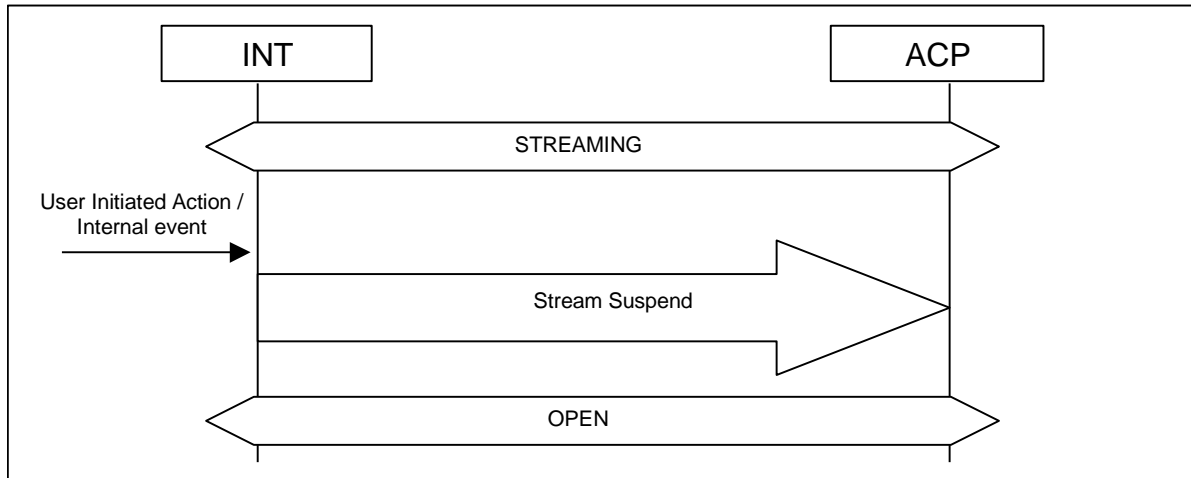 INT
ACP
STREAMING
User Initiated Action /
Internal event
Stream Suspend
OPEN